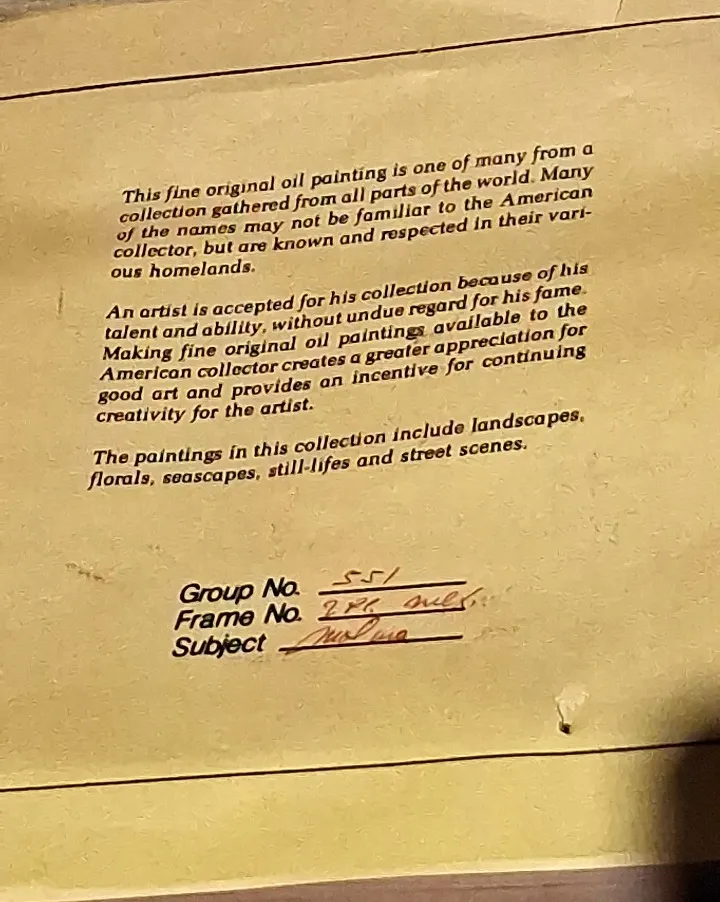 This fine original oil painting is one of many from a
collection gathered from all parts of the world. Many
of the names may not be familiar to the American
collector, but are known and respected in their vari-
ous homelands.
An artist is accepted for his collection because of his
talent and ability, without undue regard for his fame.
Making fine original oil paintings available to the
American collector creates a greater appreciation for
good art and provides an incentive for continuing
creativity for the artist.
The paintings in this collection include landscapes,
florals, seascapes, still-lifes and street scenes.
Group No. 551
Frame No.
Subject